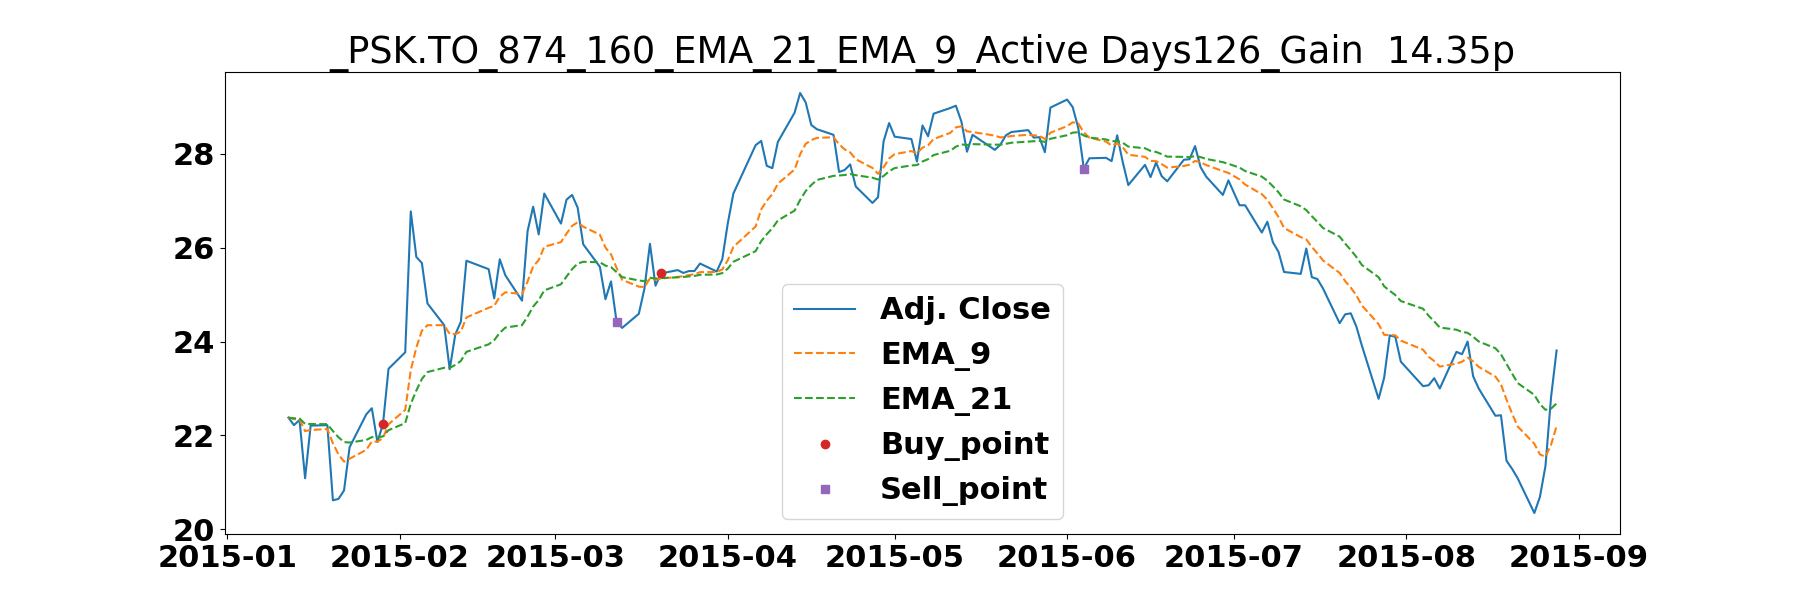 _PSK.TO_874_160_EMA_21_EMA_9_Active Days126_Gain  14.35p
28
26
24
22
20
Adj. Close
EMA_9
EMA_21
Buy_point
Sell_point
2015-01 2015-02 2015-03 2015-04 2015-05 2015-06 2015-07 2015-08 2015-09